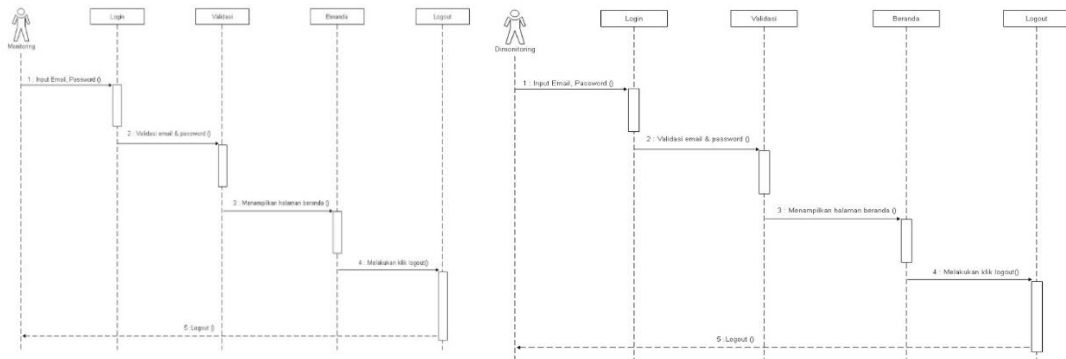 Login
Validasi
Beranda
Logout
Monitoring
1 : Input Email, Password ()
2 : Validasi email & password ()
3 : Menampilkan halaman beranda ()
4 : Melakukan klik logout()
5 :Logout ()
Login
Validasi
Beranda
Logout
Dimonitoring
1 : Input Email, Password ()
2 : Validasi email & password ()
3 : Menampilkan halaman beranda ()
4 : Melakukan klik logout()
5 :Logout ()